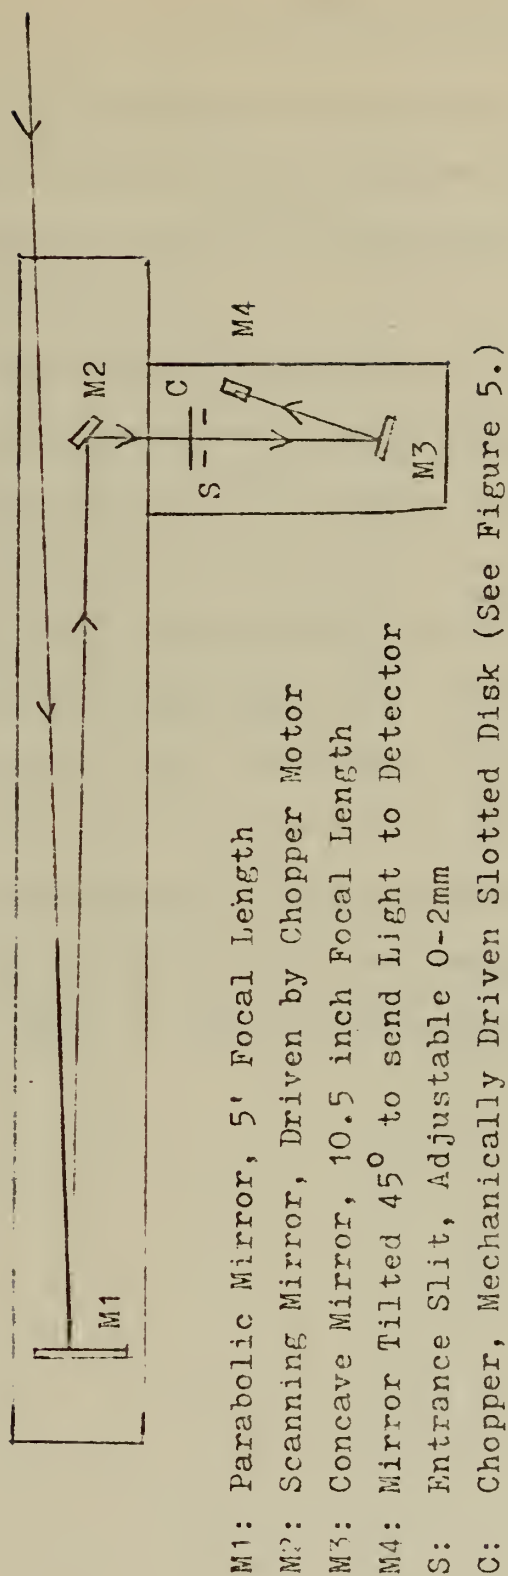 M4
M2
C
S
M3
M1
M1: Parabolic Mirror, 5' Focal Length
M2: Scanning Mirror, Driven by Chopper Motor
M3: Concave Mirror, 10.5 inch Focal Length
M4: Mirror Tilted 45° to send Light to Detector
S: Entrance Slit, Adjustable 0-2mm
C: Chopper, Mechanically Driven Slotted Disk (See Figure 5.)